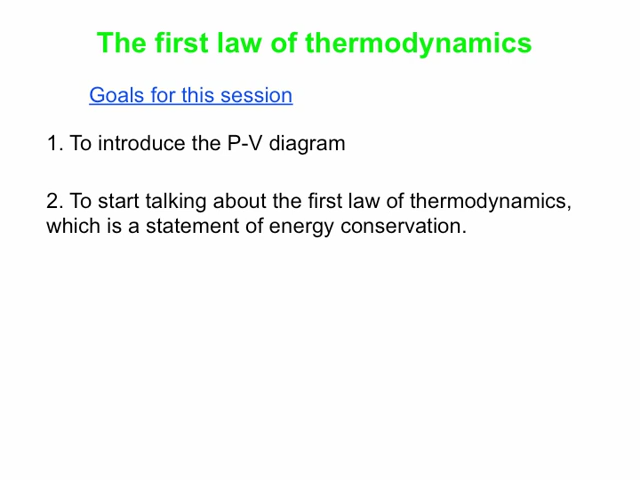 The first law of thermodynamics
Goals for this session
1. To introduce the P-V diagram
2. To start talking about the first law of thermodynamics,
which is a statement of energy conservation.